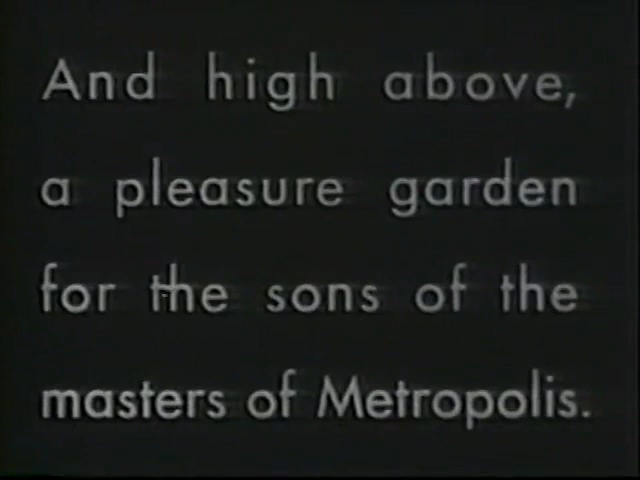 And high above,
a pleasure garden
for the sons of the
masters of Metropolis.